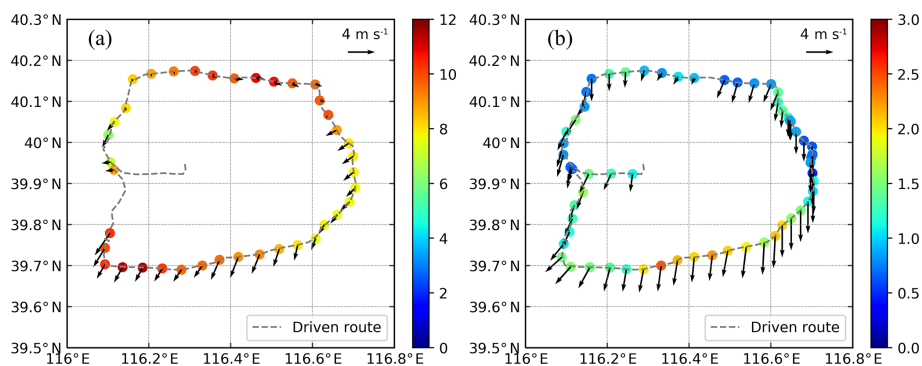 (a)
4 m s⁻¹
40.3° N
40.2° N
40.1° N
40° N
39.9° N
39.8° N
39.7° N
39.6° N
39.5° N
116°E
116.2°E
116.4°E
116.6°E
116.8°E
Driven route
12
10
8
6
4
2
0
(b)
4 m s⁻¹
40.3° N
40.2° N
40.1° N
40° N
39.9° N
39.8° N
39.7° N
39.6° N
39.5° N
116°E
116.2°E
116.4°E
116.6°E
116.8°E
Driven route
3.0
2.5
2.0
1.5
1.0
0.5
0.0